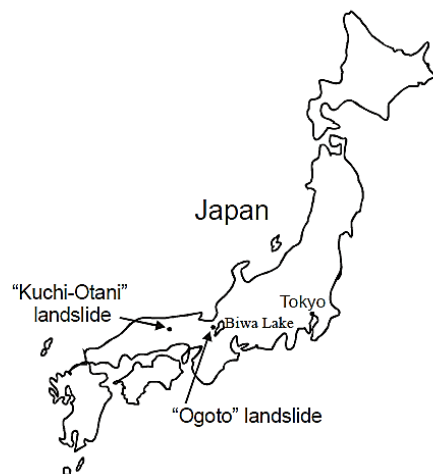 Japan
"Kuchi-Otani"
landslide
Tokyo
Biwa Lake
"Ogoto" landslide